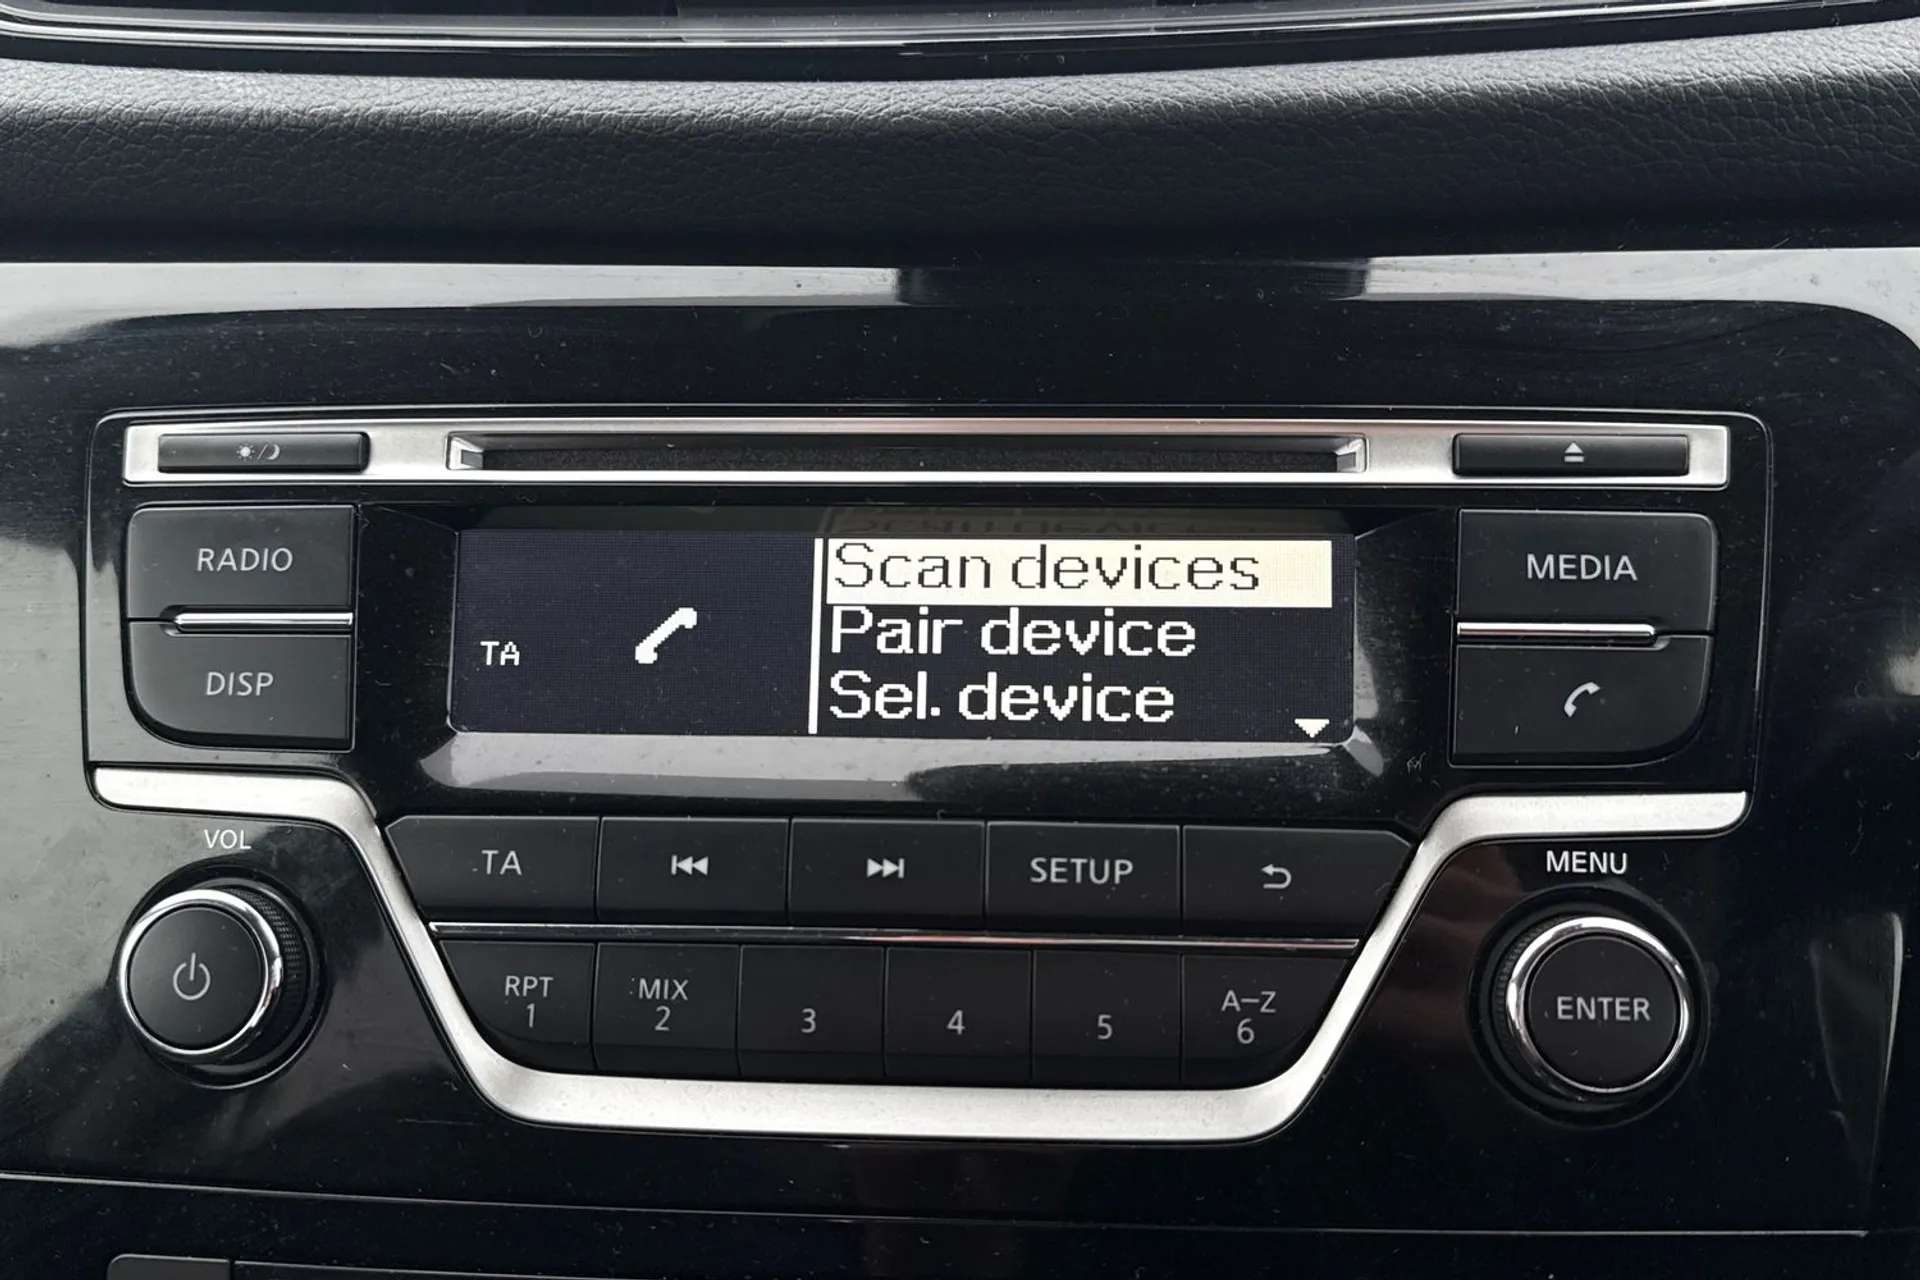 RADIO
DISP
TA
Scan devices
Pair device
Sel. device
MEDIA
VOL
TA
SETUP
MENU
RPT
1
MIX
2
3
4
5
A-Z
6
ENTER